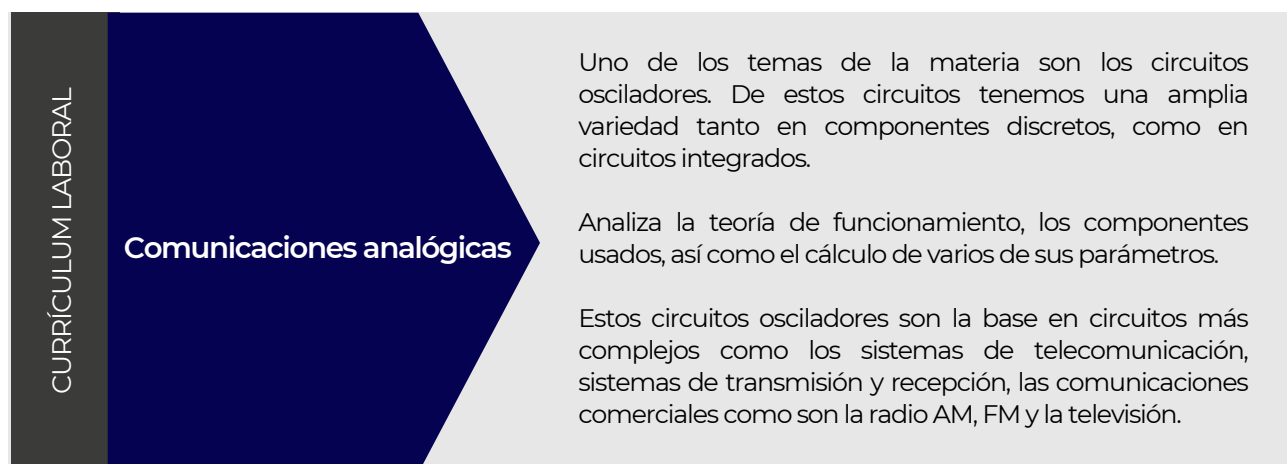 CURRÍCULUM LABORAL
Comunicaciones analógicas
Uno de los temas de la materia son los circuitos
osciladores. De estos circuitos tenemos una amplia
variedad tanto en componentes discretos, como en
circuitos integrados.
Analiza la teoría de funcionamiento, los componentes
usados, así como el cálculo de varios de sus parámetros.
Estos circuitos osciladores son la base en circuitos más
complejos como los sistemas de telecomunicación,
sistemas de transmisión y recepción, las comunicaciones
comerciales como son la radio AM, FM y la televisión.